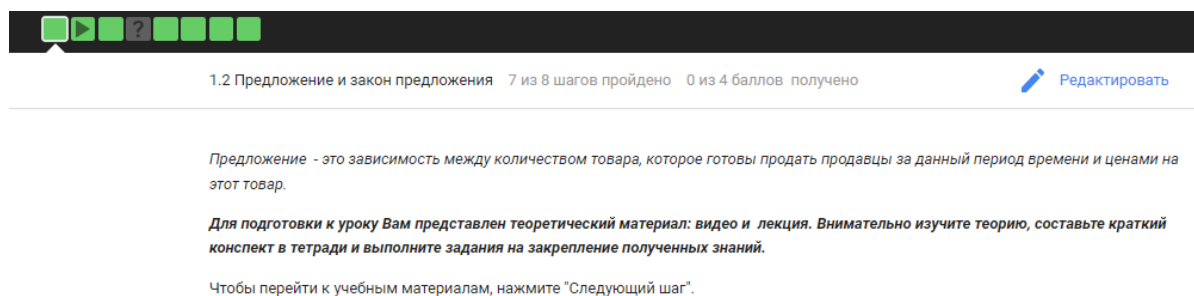 ?
1.2 Предложение и закон предложения 7 из 8 шагов пройдено 0 из 4 баллов получено Редактировать
Предложение - это зависимость между количеством товара, которое готовы продать продавцы за данный период времени и ценами на
этот товар.
Для подготовки к уроку Вам представлен теоретический материал: видео и лекция. Внимательно изучите теорию, составьте краткий
конспект в тетради и выполните задания на закрепление полученных знаний.
Чтобы перейти к учебным материалам, нажмите "Следующий шаг".